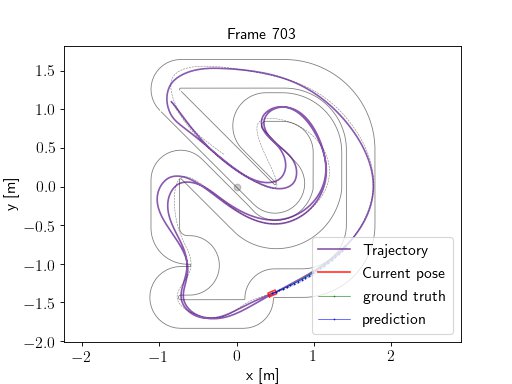 Frame 703
y [m]
1.5
1.0
0.5
0.0
−0.5
−1.0
−1.5
−2.0
Trajectory
Current pose
ground truth
prediction
−2
−1
0
1
2
x [m]